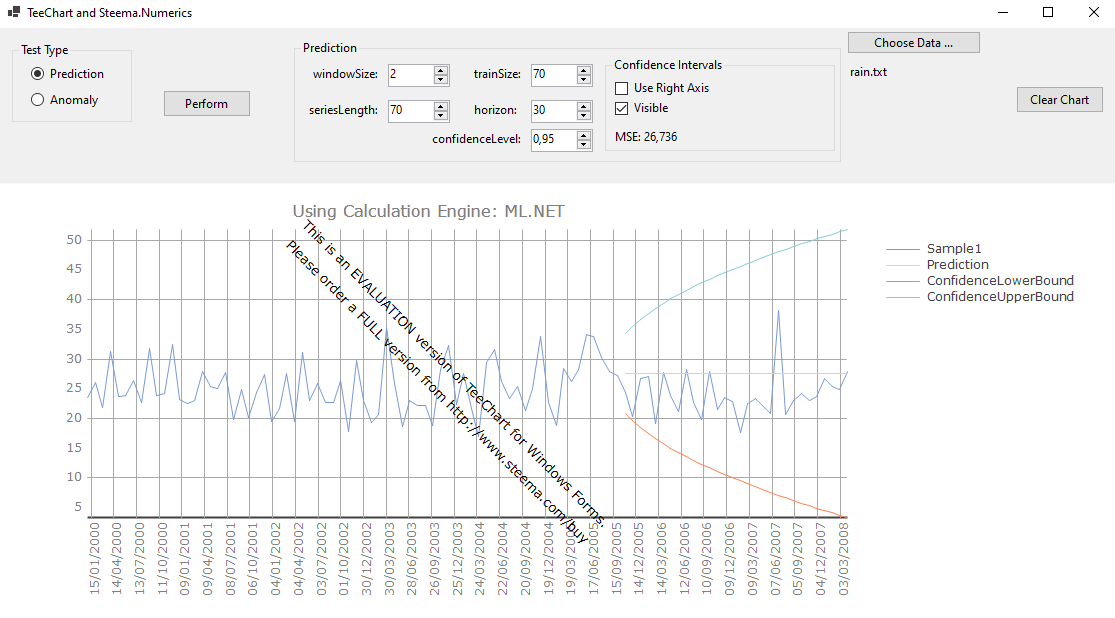 TeeChart and Steema.Numerics
Test Type
Prediction
Anomaly
Perform
Prediction
windowSize: 2
trainSize: 70
seriesLength: 70
horizon: 30
confidenceLevel: 0,95
Confidence Intervals
Use Right Axis
Visible
MSE: 26,736
Choose Data ...
rain.txt
Clear Chart
Using Calculation Engine: ML.NET
This is an EVALUATION version of TeeChart for Windows Forms.
Please order a FULL version from http://www.steema.com/buy
50
45
40
35
30
25
20
15
10
5
15/01/2000
14/04/2000
13/07/2000
11/10/2000
09/01/2001
09/04/2001
08/07/2001
06/10/2001
04/01/2002
04/04/2002
03/07/2002
01/10/2002
30/12/2002
30/03/2003
28/06/2003
26/09/2003
25/12/2003
24/03/2004
22/06/2004
20/09/2004
19/12/2004
19/03/2005
17/06/2005
15/09/2005
14/12/2005
14/03/2006
12/06/2006
10/09/2006
09/12/2006
09/03/2007
07/06/2007
05/09/2007
04/12/2007
03/03/2008
Sample1
Prediction
ConfidenceLowerBound
ConfidenceUpperBound